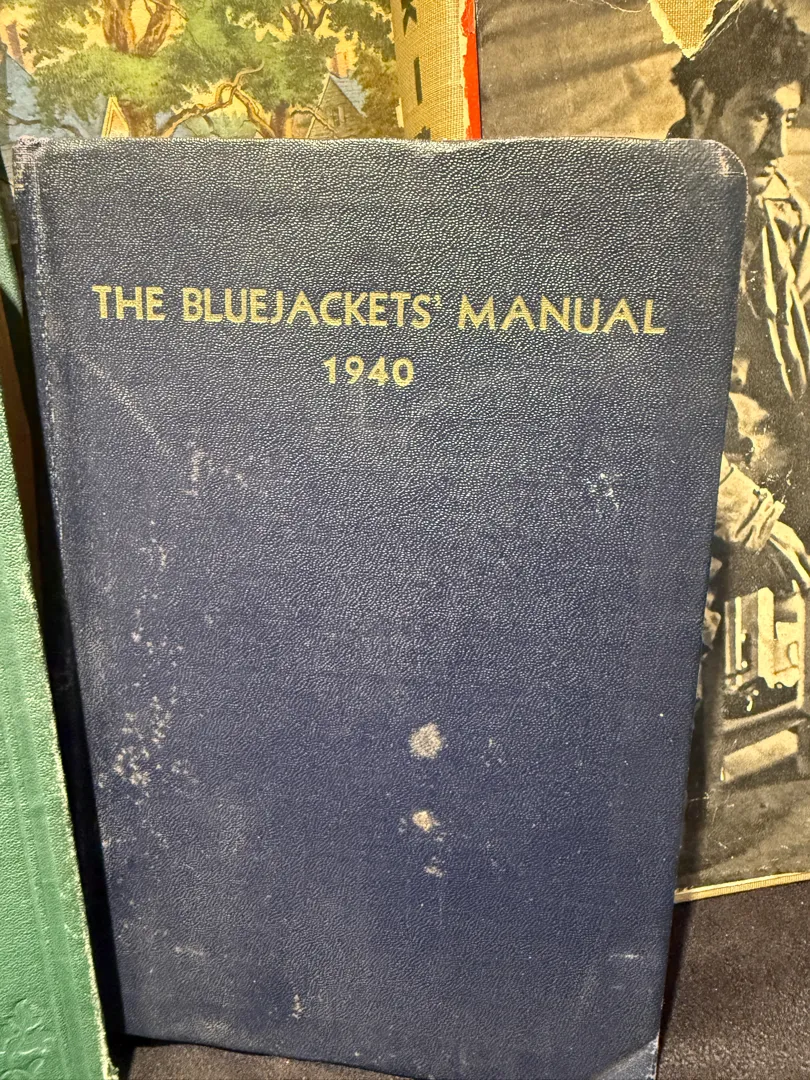 THE BLUEJACKETS' MANUAL
1940